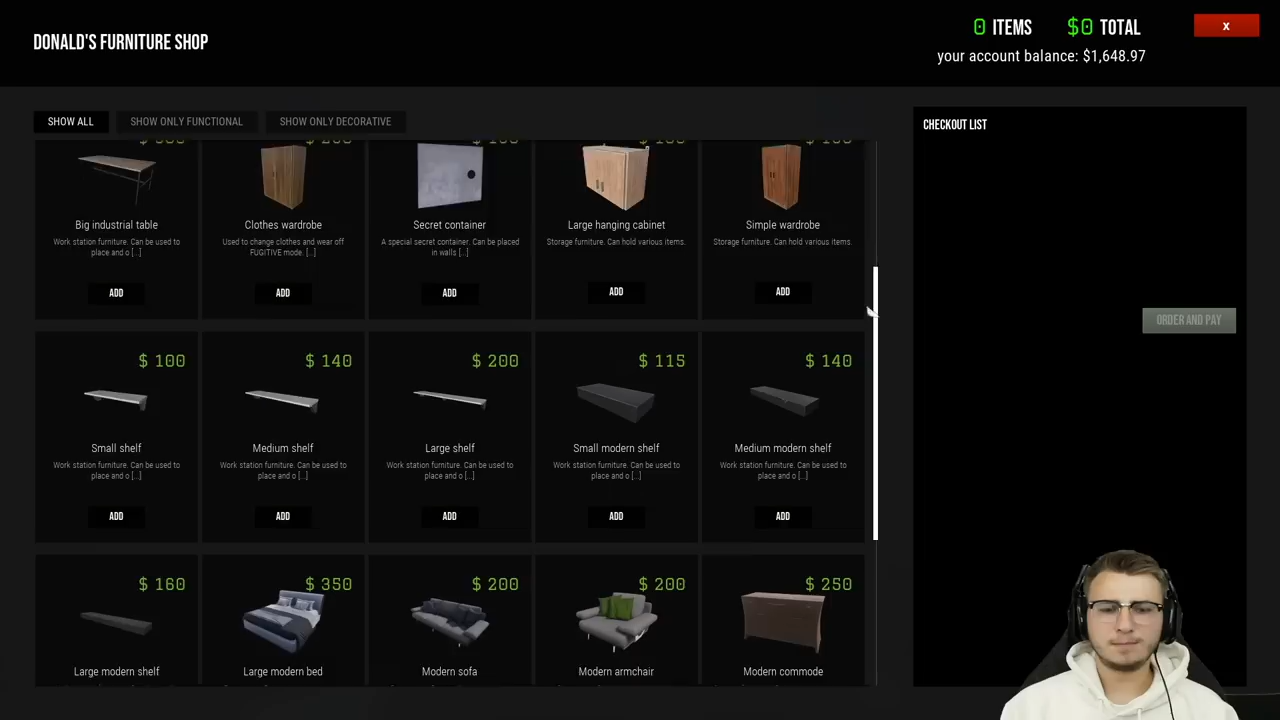 DONALD'S FURNITURE SHOP
0 ITEMS $0 TOTAL
your account balance: $1,648.97
X
SHOW ALL
SHOW ONLY FUNCTIONAL
SHOW ONLY DECORATIVE
CHECKOUT LIST
ORDER AND PAY
Big industrial table
Work station furniture. Can be used to
place and o [...]
ADD
Clothes wardrobe
Used to change clothes and wear off
FUGITIVE mode. [...]
ADD
Secret container
A special secret container. Can be placed
in walls [...]
ADD
Large hanging cabinet
Storage furniture. Can hold various items.
ADD
Simple wardrobe
Storage furniture. Can hold various items.
ADD
$ 100
Small shelf
Work station furniture. Can be used to
place and o [...]
ADD
$ 140
Medium shelf
Work station furniture. Can be used to
place and o [...]
ADD
$ 200
Large shelf
Work station furniture. Can be used to
place and o [...]
ADD
$ 115
Small modern shelf
Work station furniture. Can be used to
place and o [...]
ADD
$ 140
Medium modern shelf
Work station furniture. Can be used to
place and o [...]
ADD
$ 160
Large modern shelf
$ 350
Large modern bed
$ 200
Modern sofa
$ 200
Modern armchair
$ 250
Modern commode